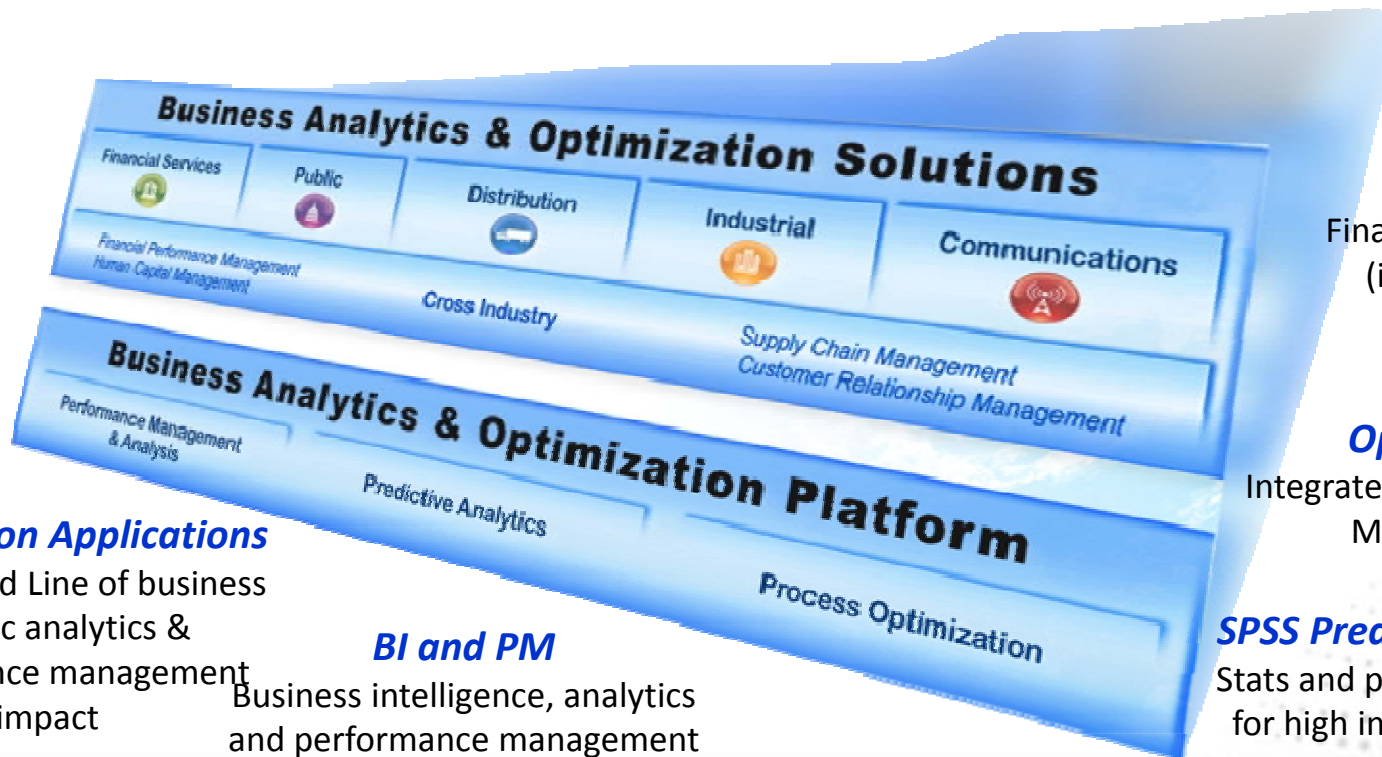 Business Analytics & Optimization Solutions
Financial Services
Public
Distribution
Industrial
Communications
Financial Performance Management
Human Capital Management
Cross Industry
Supply Chain Management
Customer Relationship Management
Business Analytics & Optimization Platform
Performance Management
& Analysis
Predictive Analytics
Process Optimization
on Applications
d Line of business
c analytics &
nce management
impact
BI and PM
Business intelligence, analytics
and performance management
Fina
(i
Op
Integrate
M
SPSS Pred
Stats and p
for high in